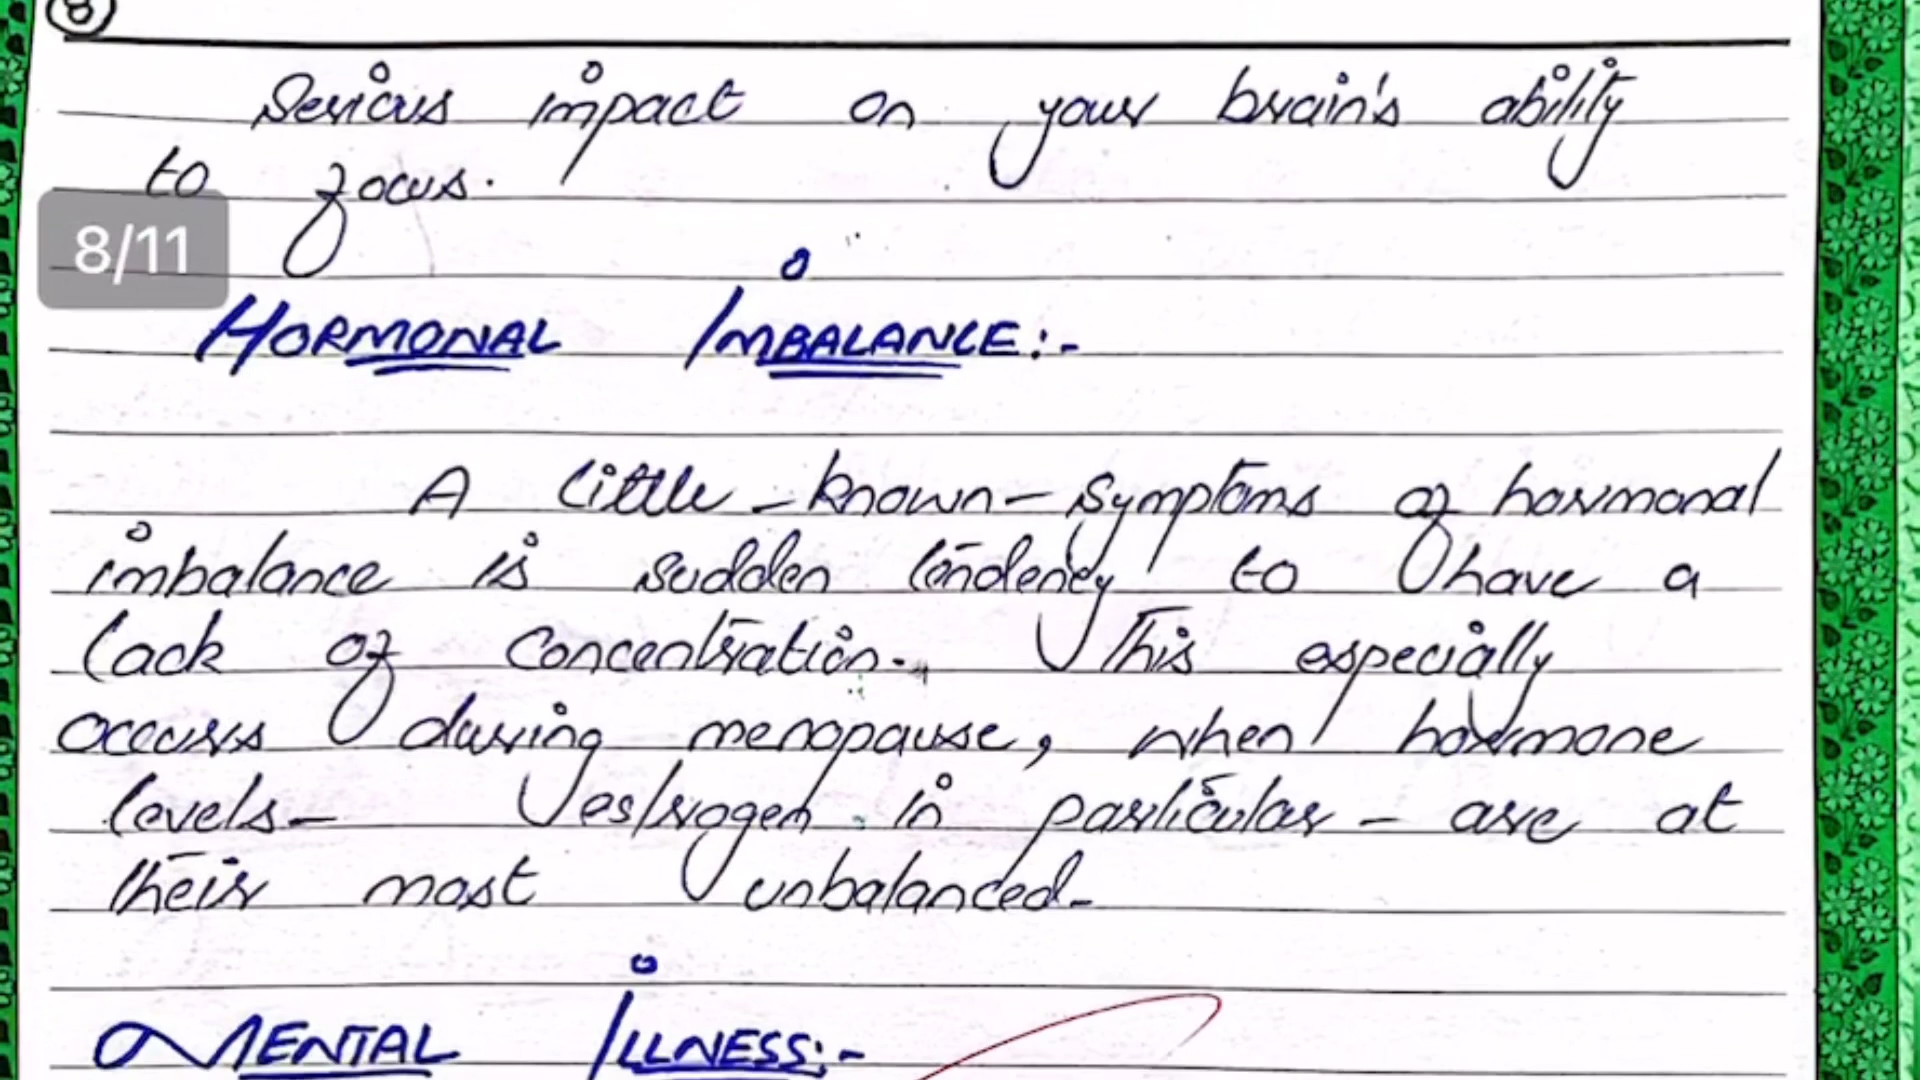 8
Serious impact on your brain's ability
to focus.
8/11
HORMONAL IMBALANCE:-
A little-known-symptoms of hormonal
imbalance is sudden tendency to have a
lack of concentration. This especially
occurs during menopause, when hormone
levels- estrogen in particular - are at
their most unbalanced.
MENTAL ILLNESS:-